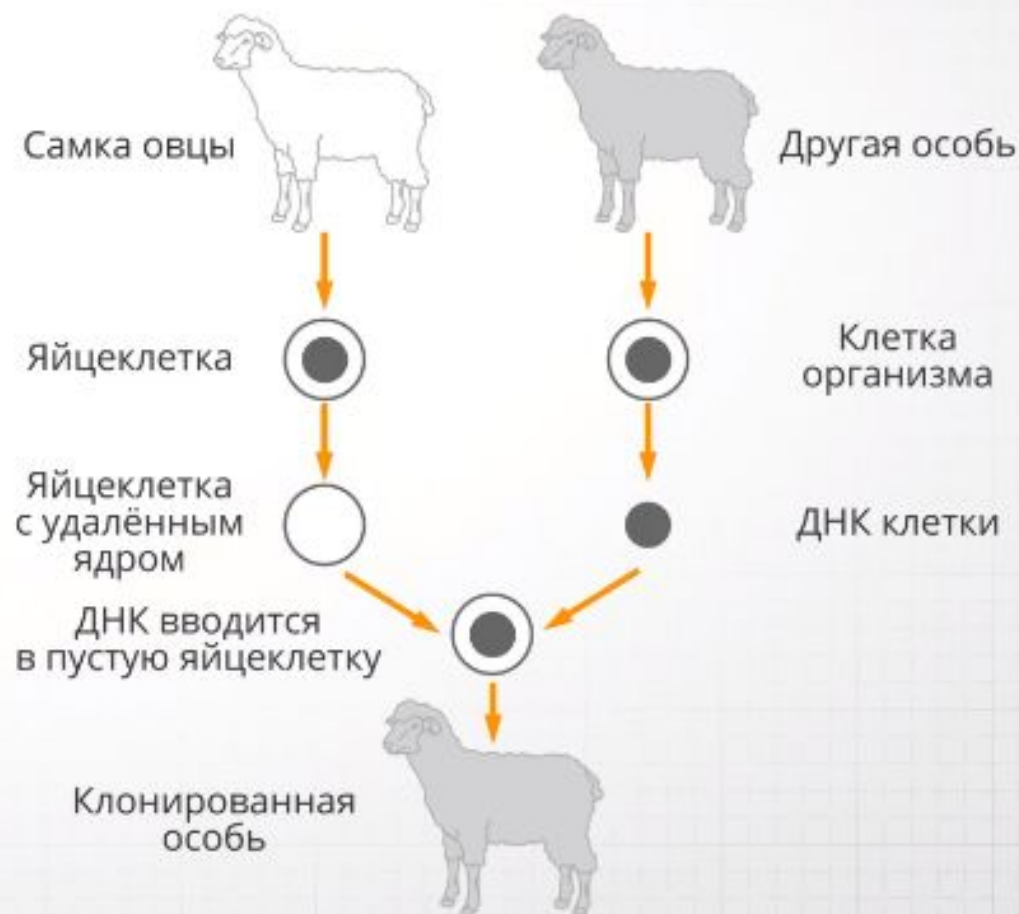 Самка овцы
Другая особь
Яйцеклетка
Клетка
организма
Яйцеклетка
с удалённым
ядром
ДНК клетки
ДНК вводится
в пустую яйцеклетку
Клонированная
особь